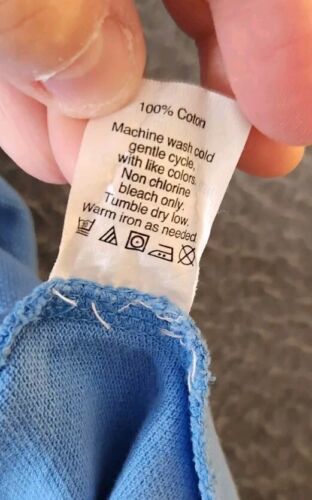 100% Coton
Machine wash cold
gentle cycle.
with like colors.
Non chlorine
bleach only.
Tumble dry low.
Warm iron as needed.